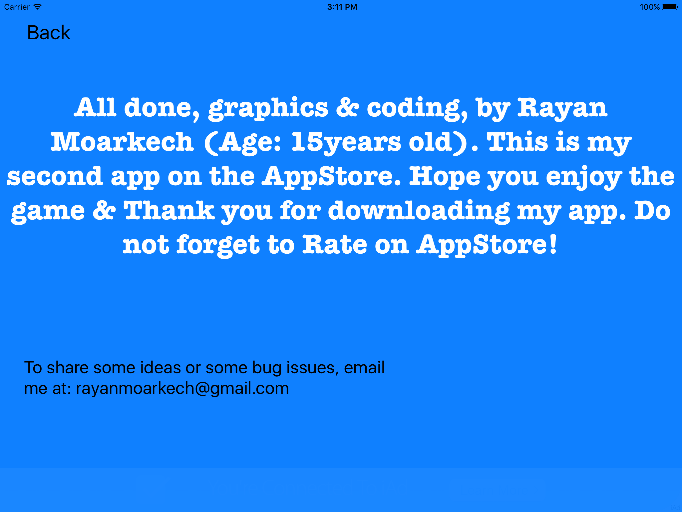 Carrier 3:11 PM 100%
Back
All done, graphics & coding, by Rayan
Moarkech (Age: 15years old). This is my
second app on the AppStore. Hope you enjoy the
game & Thank you for downloading my app. Do
not forget to Rate on AppStore!
To share some ideas or some bug issues, email
me at: rayanmoarkech@gmail.com